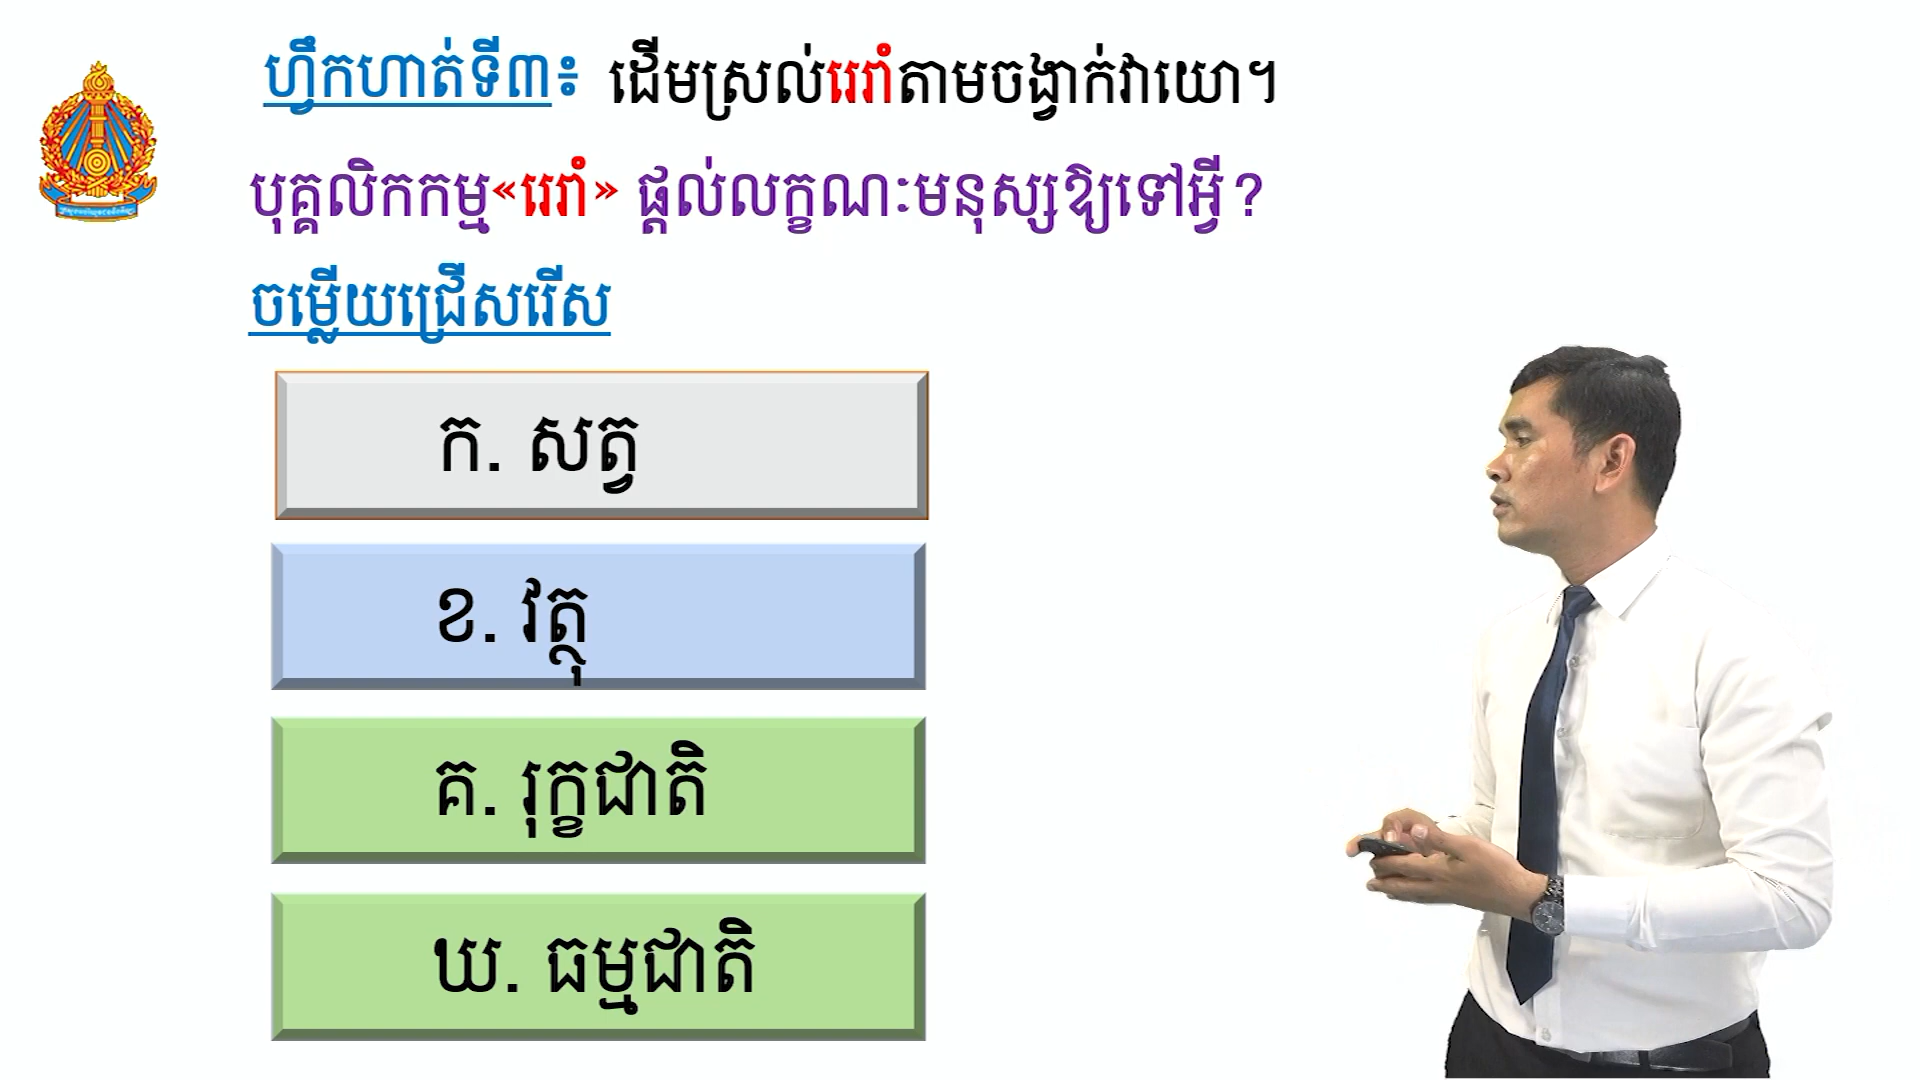 ហ្វឹកហាត់ទី៣៖ ដើមស្រល់រេរាំតាមចង្វាក់វាយោ។
បុគ្គលិកកម្ម«រេរាំ» ផ្តល់លក្ខណៈមនុស្សឱ្យទៅអ្វី?
ចម្លើយជ្រើសរើស
ក. សត្វ
ខ. វត្ថុ
គ. រុក្ខជាតិ
ឃ. ធម្មជាតិ